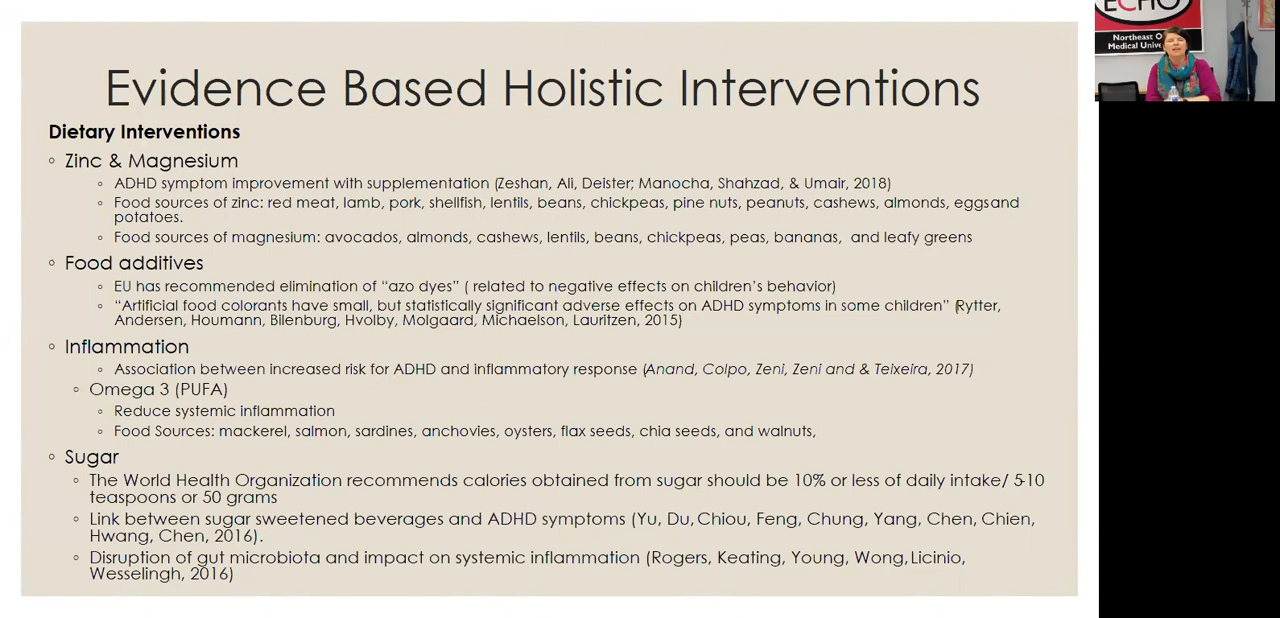 Evidence Based Holistic Interventions
Dietary Interventions
Zinc & Magnesium
ADHD symptom improvement with supplementation (Zeshan, Ali, Deister; Manocha, Shahzad, & Umair, 2018)
Food sources of zinc: red meat, lamb, pork, shellfish, lentils, beans, chickpeas, pine nuts, peanuts, cashews, almonds, eggsand
potatoes.
Food sources of magnesium: avocados, almonds, cashews, lentils, beans, chickpeas, peas, bananas, and leafy greens
Food additives
EU has recommended elimination of “azo dyes” ( related to negative effects on children’s behavior)
“Artificial food colorants have small, but statistically significant adverse effects on ADHD symptoms in some children” (Rytter,
Andersen, Houmann, Bilenburg, Hvolby, Molgaard, Michaelson, Lauritzen, 2015)
Inflammation
Association between increased risk for ADHD and inflammatory response (Anand, Colpo, Zeni, Zeni and & Teixeira, 2017)
Omega 3 (PUFA)
Reduce systemic inflammation
Food Sources: mackerel, salmon, sardines, anchovies, oysters, flax seeds, chia seeds, and walnuts,
Sugar
The World Health Organization recommends calories obtained from sugar should be 10% or less of daily intake/ 5-10
teaspoons or 50 grams
Link between sugar sweetened beverages and ADHD symptoms (Yu, Du, Chiou, Feng, Chung, Yang, Chen, Chien,
Hwang, Chen, 2016).
Disruption of gut microbiota and impact on systemic inflammation (Rogers, Keating, Young, Wong, Licinio,
Wesselingh, 2016)
ECHO
Northeast O
Medical Unive